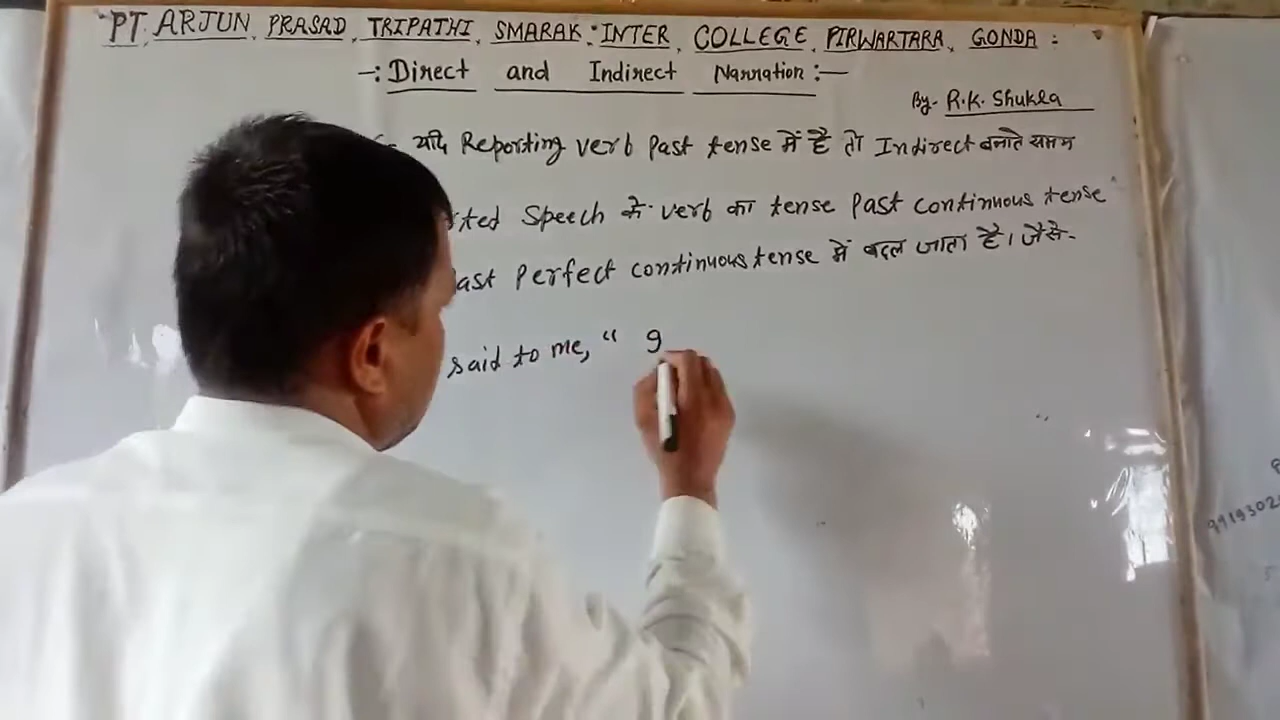 PT. ARJUN PRASAD TRIPATHI SMARAK INTER COLLEGE PIRWARTARA, GONDA :
-: Direct and Indirect Narration :-
By- R.K. Shukla
यदि Reporting verb Past tense में है तो Indirect बनाते समय
ted Speech के verb का tense Past continuous tense
ast Perfect continuous tense में बदल जाता है। जैसे-
said to me, “ I